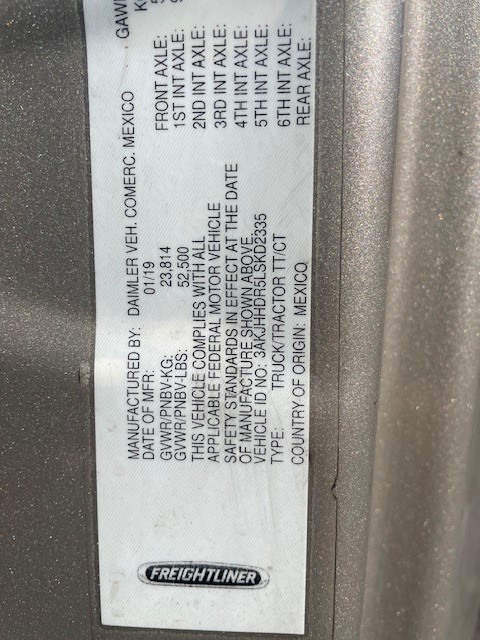 FREIGHTLINER
MANUFACTURED BY: DAIMLER VEH. COMERC. MEXICO
DATE OF MFR: 01/19
GVWR/PNBV-KG: 23,814
GVWR/PNBV-LBS: 52,500
THIS VEHICLE COMPLIES WITH ALL
APPLICABLE FEDERAL MOTOR VEHICLE
SAFETY STANDARDS IN EFFECT AT THE DATE
OF MANUFACTURE SHOWN ABOVE.
VEHICLE ID NO: 3AKJHHDR5LSKD2335
TYPE: TRUCK/TRACTOR TT/CT
COUNTRY OF ORIGIN: MEXICO
FRONT AXLE:
1ST INT AXLE:
2ND INT AXLE:
3RD INT AXLE:
4TH INT AXLE:
5TH INT AXLE:
6TH INT AXLE:
REAR AXLE: